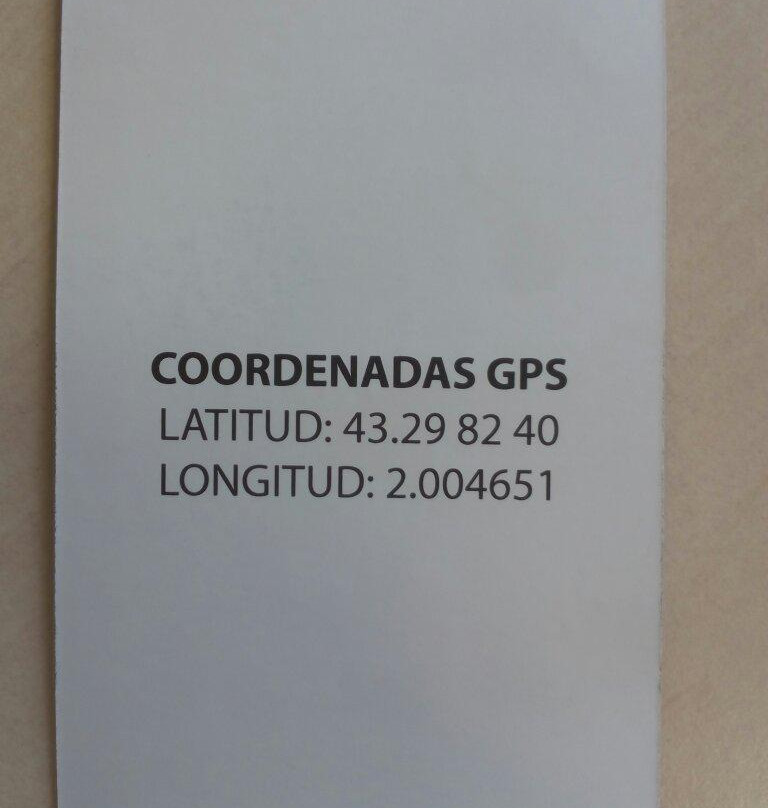 COORDENADAS GPS
LATITUD: 43.29 82 40
LONGITUD: 2.004651